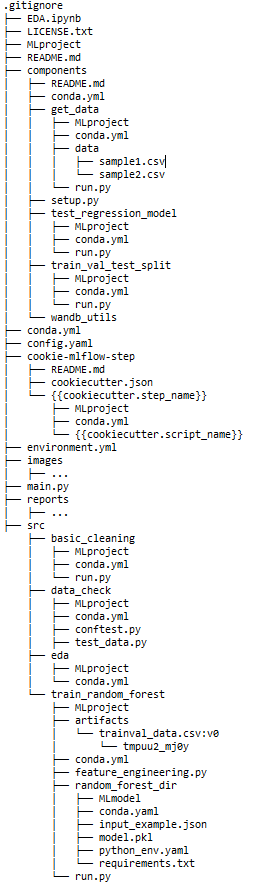 .gitignore
├── EDA.ipynb
├── LICENSE.txt
├── MLproject
├── README.md
├── components
│   ├── README.md
│   ├── conda.yml
│   ├── get_data
│   │   ├── MLproject
│   │   ├── conda.yml
│   │   ├── data
│   │   │   ├── sample1.csv
│   │   │   └── sample2.csv
│   │   └── run.py
│   ├── setup.py
│   ├── test_regression_model
│   │   ├── MLproject
│   │   ├── conda.yml
│   │   └── run.py
│   ├── train_val_test_split
│   │   ├── MLproject
│   │   ├── conda.yml
│   │   └── run.py
│   └── wandb_utils
├── conda.yml
├── config.yaml
├── cookie-mlflow-step
│   ├── README.md
│   ├── cookiecutter.json
│   └── {{cookiecutter.step_name}}
│       ├── MLproject
│       ├── conda.yml
│       └── {{cookiecutter.script_name}}
├── environment.yml
├── images
│   ├── ...
├── main.py
├── reports
│   ├── ...
├── src
    ├── basic_cleaning
    │   ├── MLproject
    │   ├── conda.yml
    │   └── run.py
    ├── data_check
    │   ├── MLproject
    │   ├── conda.yml
    │   ├── conftest.py
    │   └── test_data.py
    ├── eda
    │   ├── MLproject
    │   └── conda.yml
    └── train_random_forest
        ├── MLproject
        ├── artifacts
        │   └── trainval_data.csv:v0
        │       └── tmpuu2_mj0y
        ├── conda.yml
        ├── feature_engineering.py
        ├── random_forest_dir
        │   ├── MLmodel
        │   ├── conda.yaml
        │   ├── input_example.json
        │   ├── model.pkl
        │   ├── python_env.yaml
        │   └── requirements.txt
        └── run.py